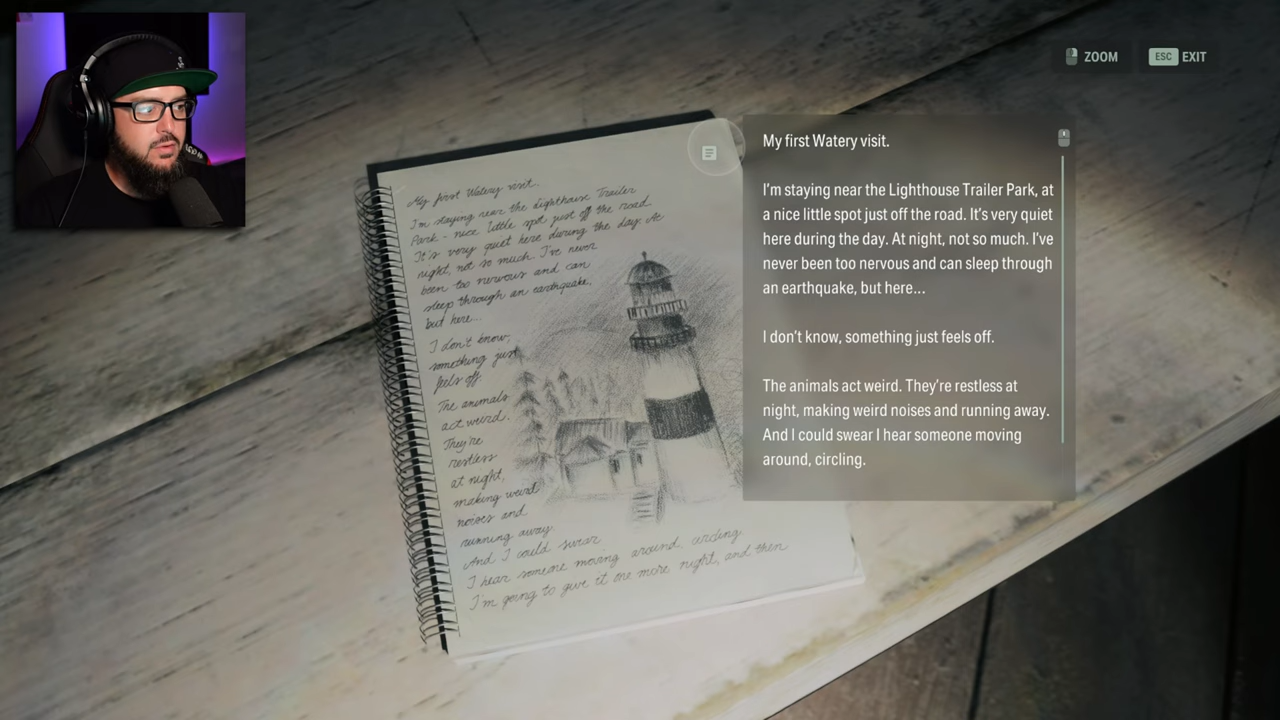 ZOOM
ESC EXIT
My first Watery visit.
I'm staying near the Lighthouse Trailer Park, at
a nice little spot just off the road. It's very quiet
here during the day. At night, not so much. I've
never been too nervous and can sleep through
an earthquake, but here...
I don't know, something just feels off.
The animals act weird. They're restless at
night, making weird noises and running away.
And I could swear I hear someone moving
around, circling.
My first Watery visit.
I'm staying near the Lighthouse Trailer
Park - nice little spot just off the road.
It's very quiet here during the day. At
night, not so much. I've never
been too nervous and can
sleep through an earthquake,
but here...
I don't know,
something just
feels off.
The animals
act weird.
They're
restless
at night,
making weird
noises and
running away.
And I could swear
I hear someone moving around, circling
I'm going to give it one more night, and then